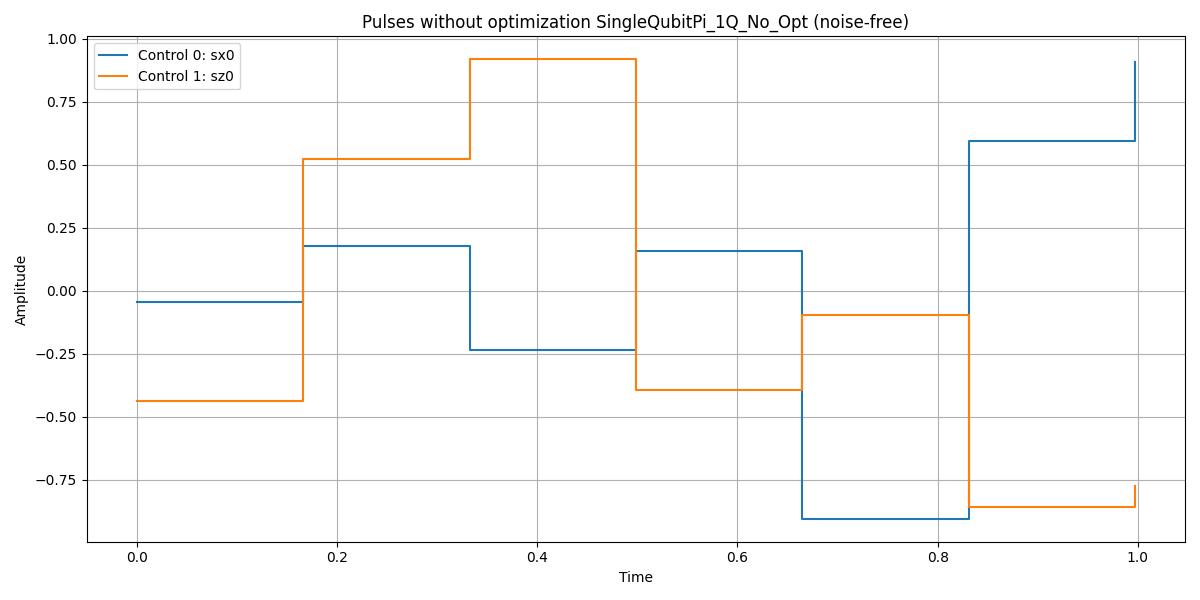 Pulses without optimization SingleQubitPi_1Q_No_Opt (noise-free)
Control 0: sx0
Control 1: sz0
Amplitude
1.00
0.75
0.50
0.25
0.00
−0.25
−0.50
−0.75
0.0 0.2 0.4 0.6 0.8 1.0
Time